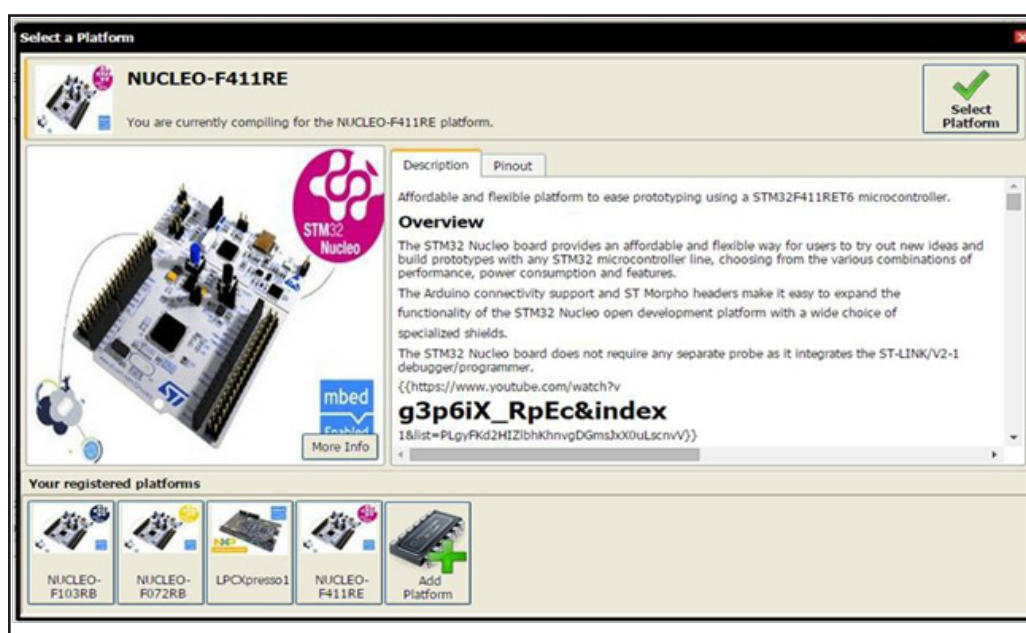 Select a Platform
NUCLEO-F411RE
You are currently compiling for the NUCLEO-F411RE platform.
Select
Platform
STM32
Nucleo
mbed
Enabled
More Info
Description
Pinout
Affordable and flexible platform to ease prototyping using a STM32F411RET6 microcontroller.
Overview
The STM32 Nucleo board provides an affordable and flexible way for users to try out new ideas and
build prototypes with any STM32 microcontroller line, choosing from the various combinations of
performance, power consumption and features.
The Arduino connectivity support and ST Morpho headers make it easy to expand the
functionality of the STM32 Nucleo open development platform with a wide choice of
specialized shields.
The STM32 Nucleo board does not require any separate probe as it integrates the ST-LINK/V2-1
debugger/programmer.
{{https://www.youtube.com/watch?v
g3p6iX_RpEc&index
1&list=PLgyFKd2HIZlbhKhnvgDGmsJxX0uLscnvV}}
Your registered platforms
NUCLEO-
F103RB
NUCLEO-
F072RB
NXP
LPCXpresso1
NUCLEO-
F411RE
Add
Platform